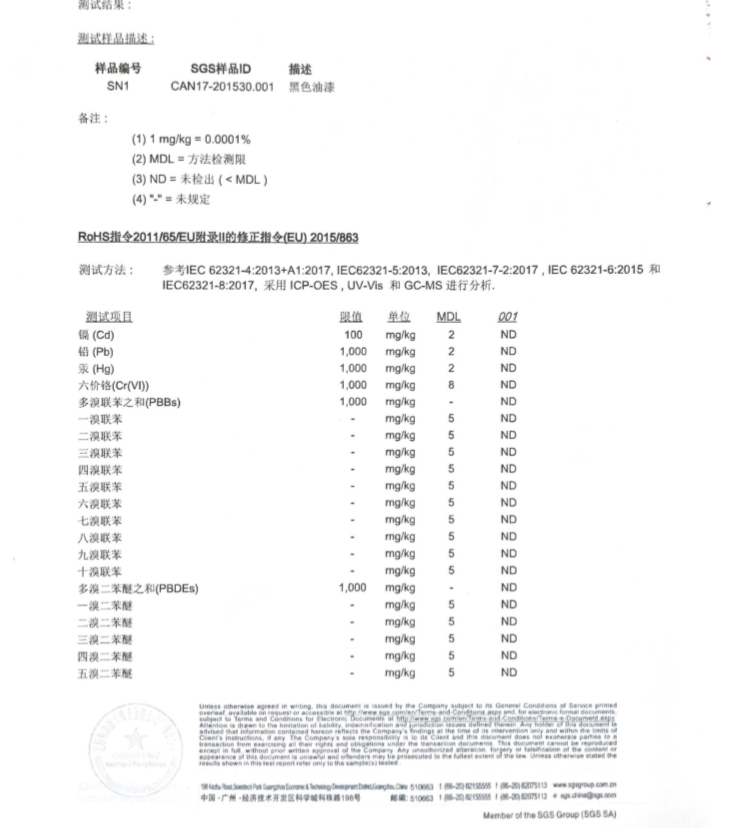 测试结果:
测试样品描述:
样品编号 SGS样品ID 描述
SN1 CAN17-201530.001 黑色油漆
备注:
(1) 1 mg/kg = 0.0001%
(2) MDL = 方法检测限
(3) ND = 未检出 ( < MDL )
(4) "-" = 未规定
RoHS指令2011/65/EU附录II的修正指令(EU) 2015/863
测试方法: 参考IEC 62321-4:2013+A1:2017, IEC62321-5:2013, IEC62321-7-2:2017 , IEC 62321-6:2015 和
IEC62321-8:2017, 采用 ICP-OES , UV-Vis 和 GC-MS 进行分析.
测试项目 限值 单位 MDL 001
镉 (Cd) 100 mg/kg 2 ND
铅 (Pb) 1,000 mg/kg 2 ND
汞 (Hg) 1,000 mg/kg 2 ND
六价铬(Cr(VI)) 1,000 mg/kg 8 ND
多溴联苯之和(PBBs) 1,000 mg/kg - ND
一溴联苯 - mg/kg 5 ND
二溴联苯 - mg/kg 5 ND
三溴联苯 - mg/kg 5 ND
四溴联苯 - mg/kg 5 ND
五溴联苯 - mg/kg 5 ND
六溴联苯 - mg/kg 5 ND
七溴联苯 - mg/kg 5 ND
八溴联苯 - mg/kg 5 ND
九溴联苯 - mg/kg 5 ND
十溴联苯 - mg/kg 5 ND
多溴二苯醚之和(PBDEs) 1,000 mg/kg - ND
一溴二苯醚 - mg/kg 5 ND
二溴二苯醚 - mg/kg 5 ND
三溴二苯醚 - mg/kg 5 ND
四溴二苯醚 - mg/kg 5 ND
五溴二苯醚 - mg/kg 5 ND
Unless otherwise agreed in writing, this document is issued by the Company subject to its General Conditions of Service printed
overleaf, available on request or accessible at http://www.sgs.com/en/Terms-and-Conditions.aspx and, for electronic format documents,
subject to Terms and Conditions for Electronic Documents at http://www.sgs.com/en/Terms-and-Conditions/Terms-e-Document.aspx
Attention is drawn to the limitation of liability, indemnification and jurisdiction issues defined therein. Any holder of this document is
advised that information contained hereon reflects the Company's findings at the time of its intervention only and within the limits of
Client's instructions, if any. The Company's sole responsibility is to its Client and this document does not exonerate parties to a
transaction from exercising all their rights and obligations under the transaction documents. This document cannot be reproduced
except in full, without prior written approval of the Company. Any unauthorized alteration, forgery or falsification of the content or
appearance of this document is unlawful and offenders may be prosecuted to the fullest extent of the law. Unless otherwise stated the
results shown in this test report refer only to the sample(s) tested
198 Kezhu Road, Scientech Park Guangzhou Economic & Technology Development District, Guangzhou, China 510663 t (86–20) 82155555 f (86–20) 82075113 www.sgsgroup.com.cn
中国·广州·经济技术开发区科学城科珠路198号 邮编: 510663 t (86–20) 82155555 f (86–20) 82075113 e sgs.china@sgs.com
Member of the SGS Group (SGS SA)